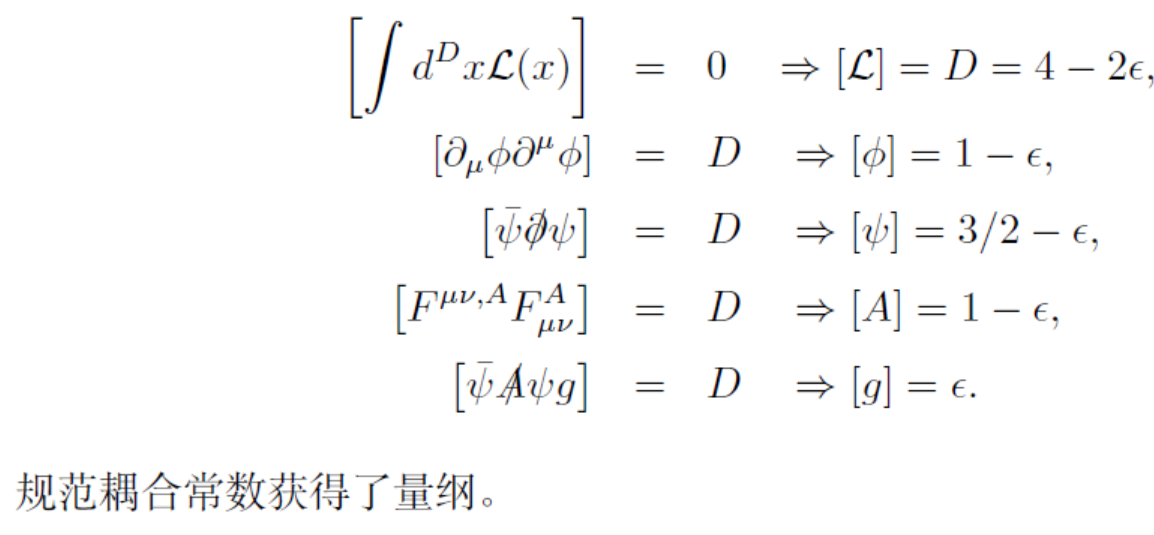 [∫ d^D x 𝓛(x)] = 0 ⇒ [𝓛] = D = 4 − 2ϵ,
[∂_μ ϕ ∂^μ ϕ] = D ⇒ [ϕ] = 1 − ϵ,
[ψ̄ ∂̸ ψ] = D ⇒ [ψ] = 3/2 − ϵ,
[F^{μν,A} F^A_{μν}] = D ⇒ [A] = 1 − ϵ,
[ψ̄ A̸ ψ g] = D ⇒ [g] = ϵ.
规范耦合常数获得了量纲。